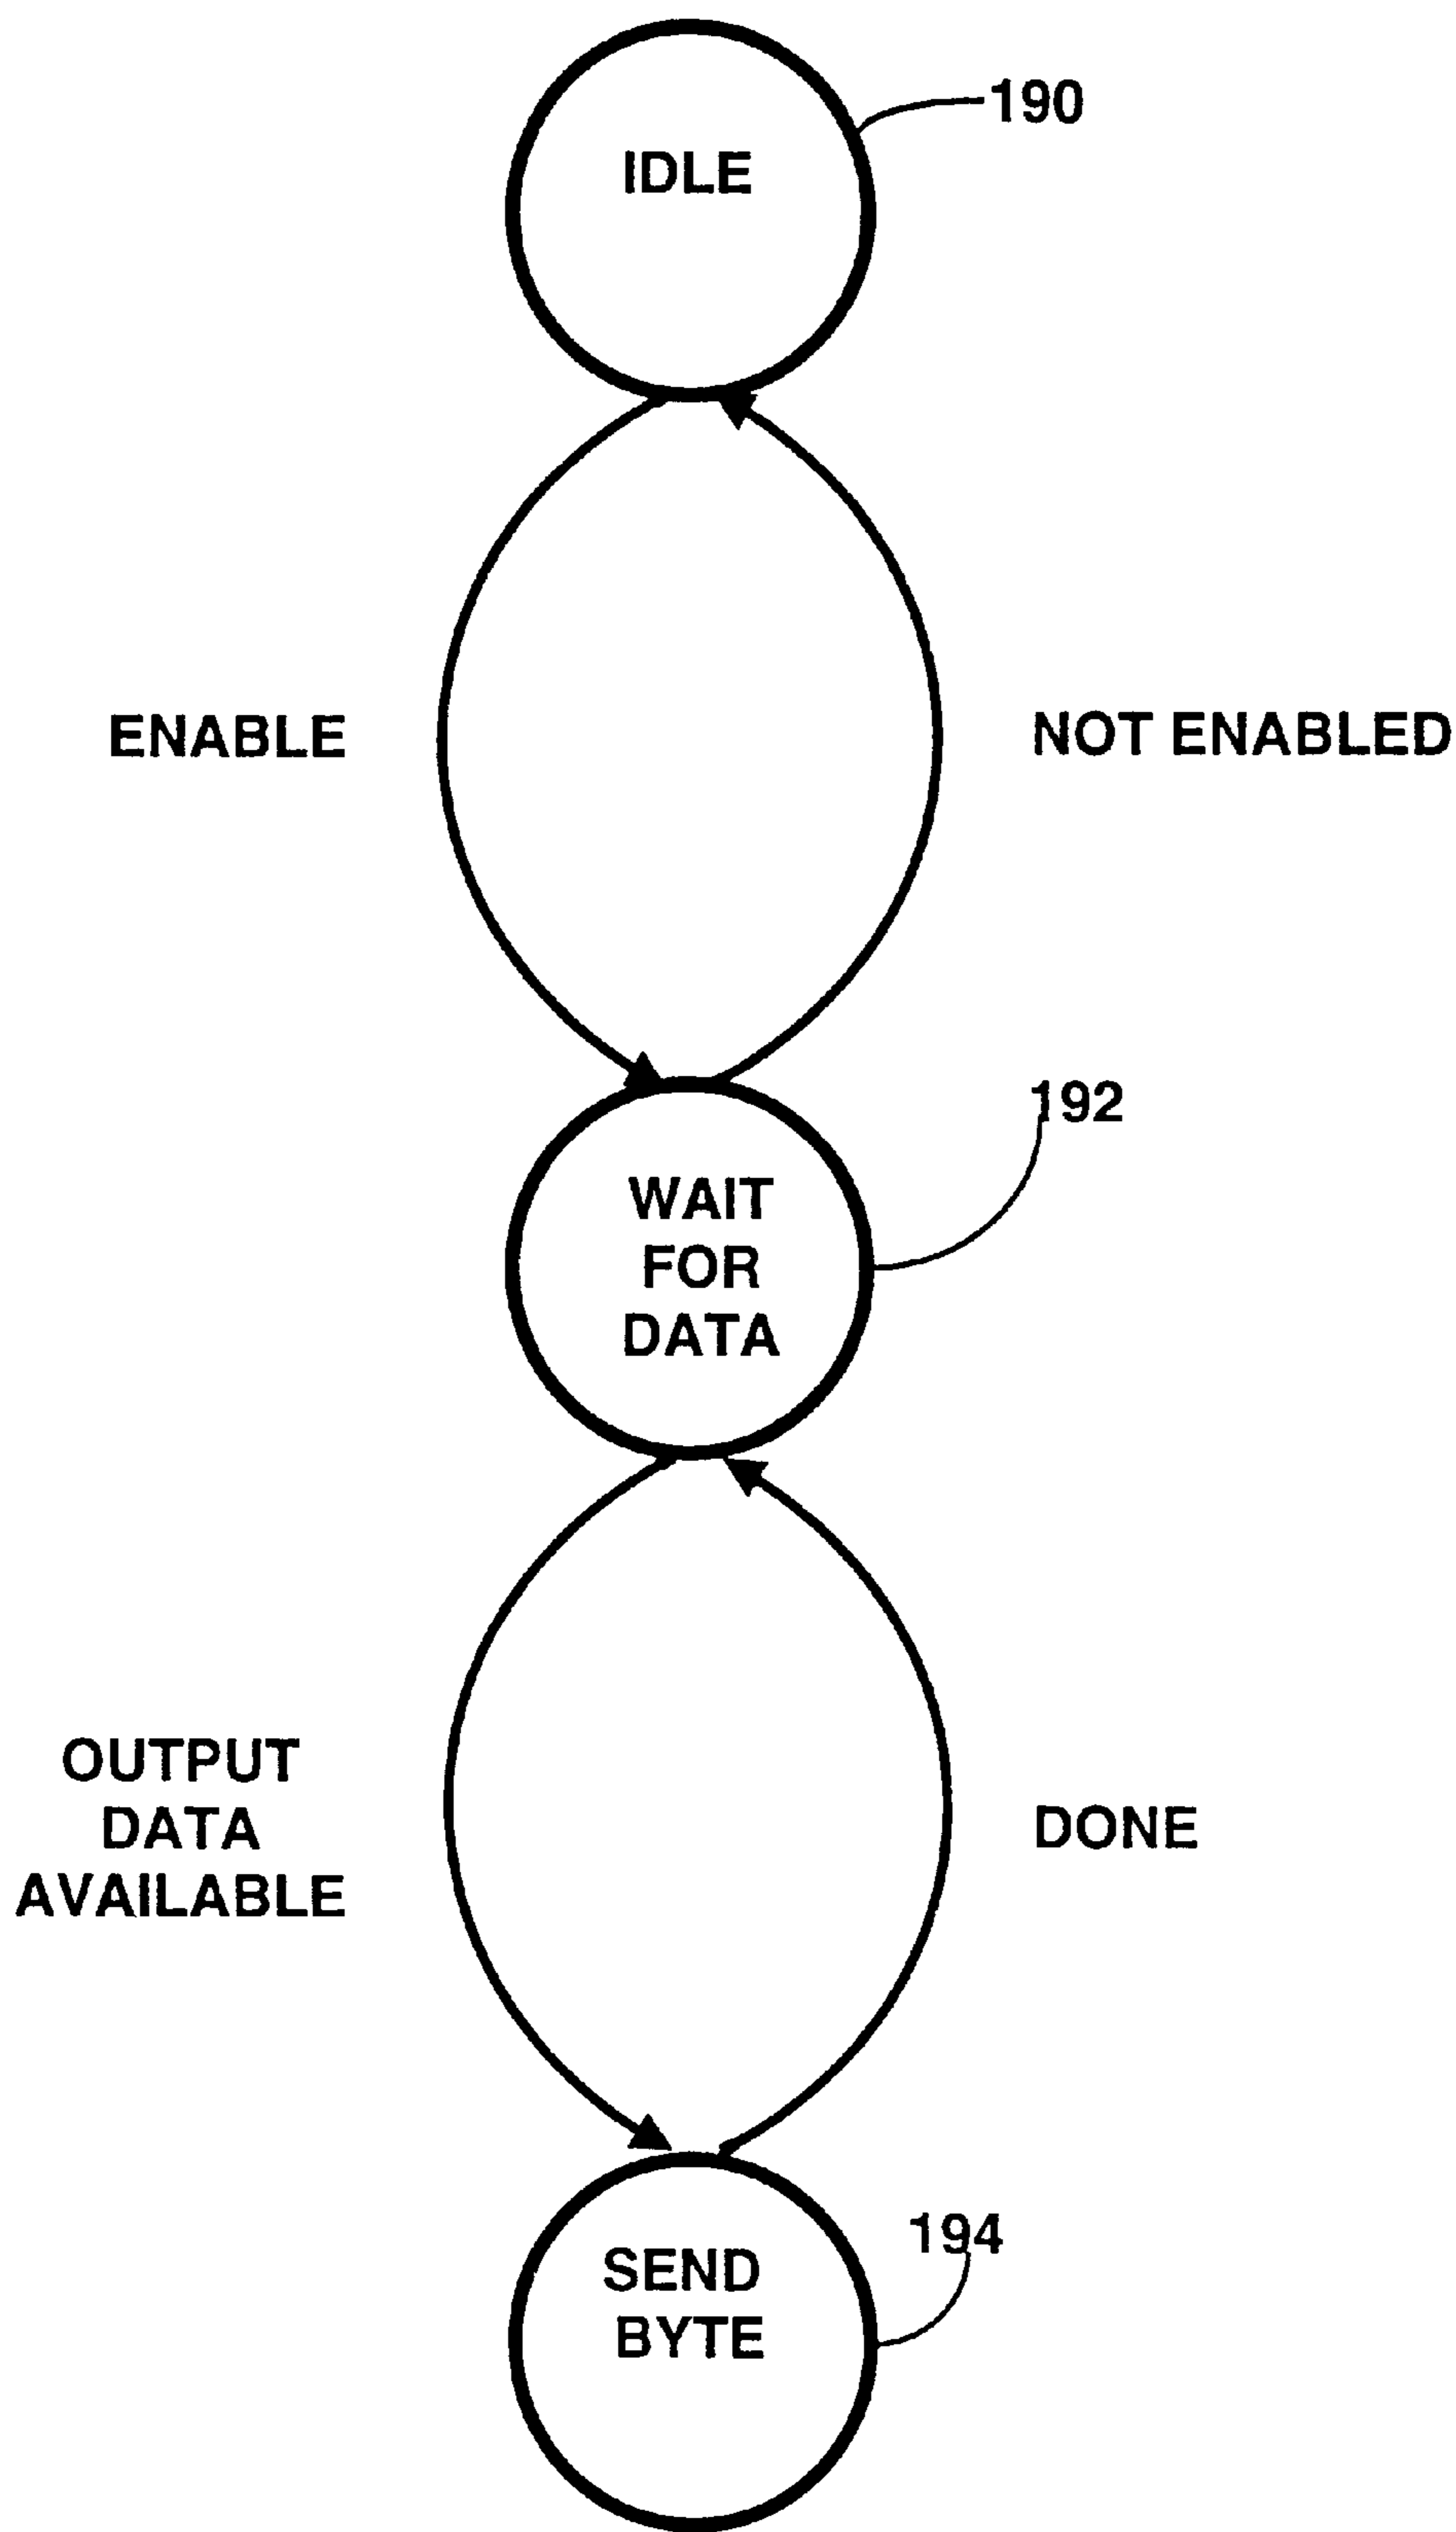 190
IDLE
ENABLE
NOT ENABLED
192
WAIT
FOR
DATA
OUTPUT
DATA
AVAILABLE
DONE
194
SEND
BYTE